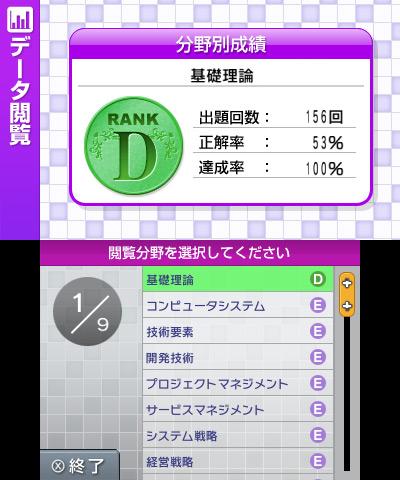 データ閲覧
分野別成績
基礎理論
RANK
D
出題回数： 156回
正解率 ： 53%
達成率 ： 100%
閲覧分野を選択してください
1/9
基礎理論 D
コンピュータシステム E
技術要素 E
開発技術 E
プロジェクトマネジメント E
サービスマネジメント E
システム戦略 E
経営戦略 E
Ⓧ終了